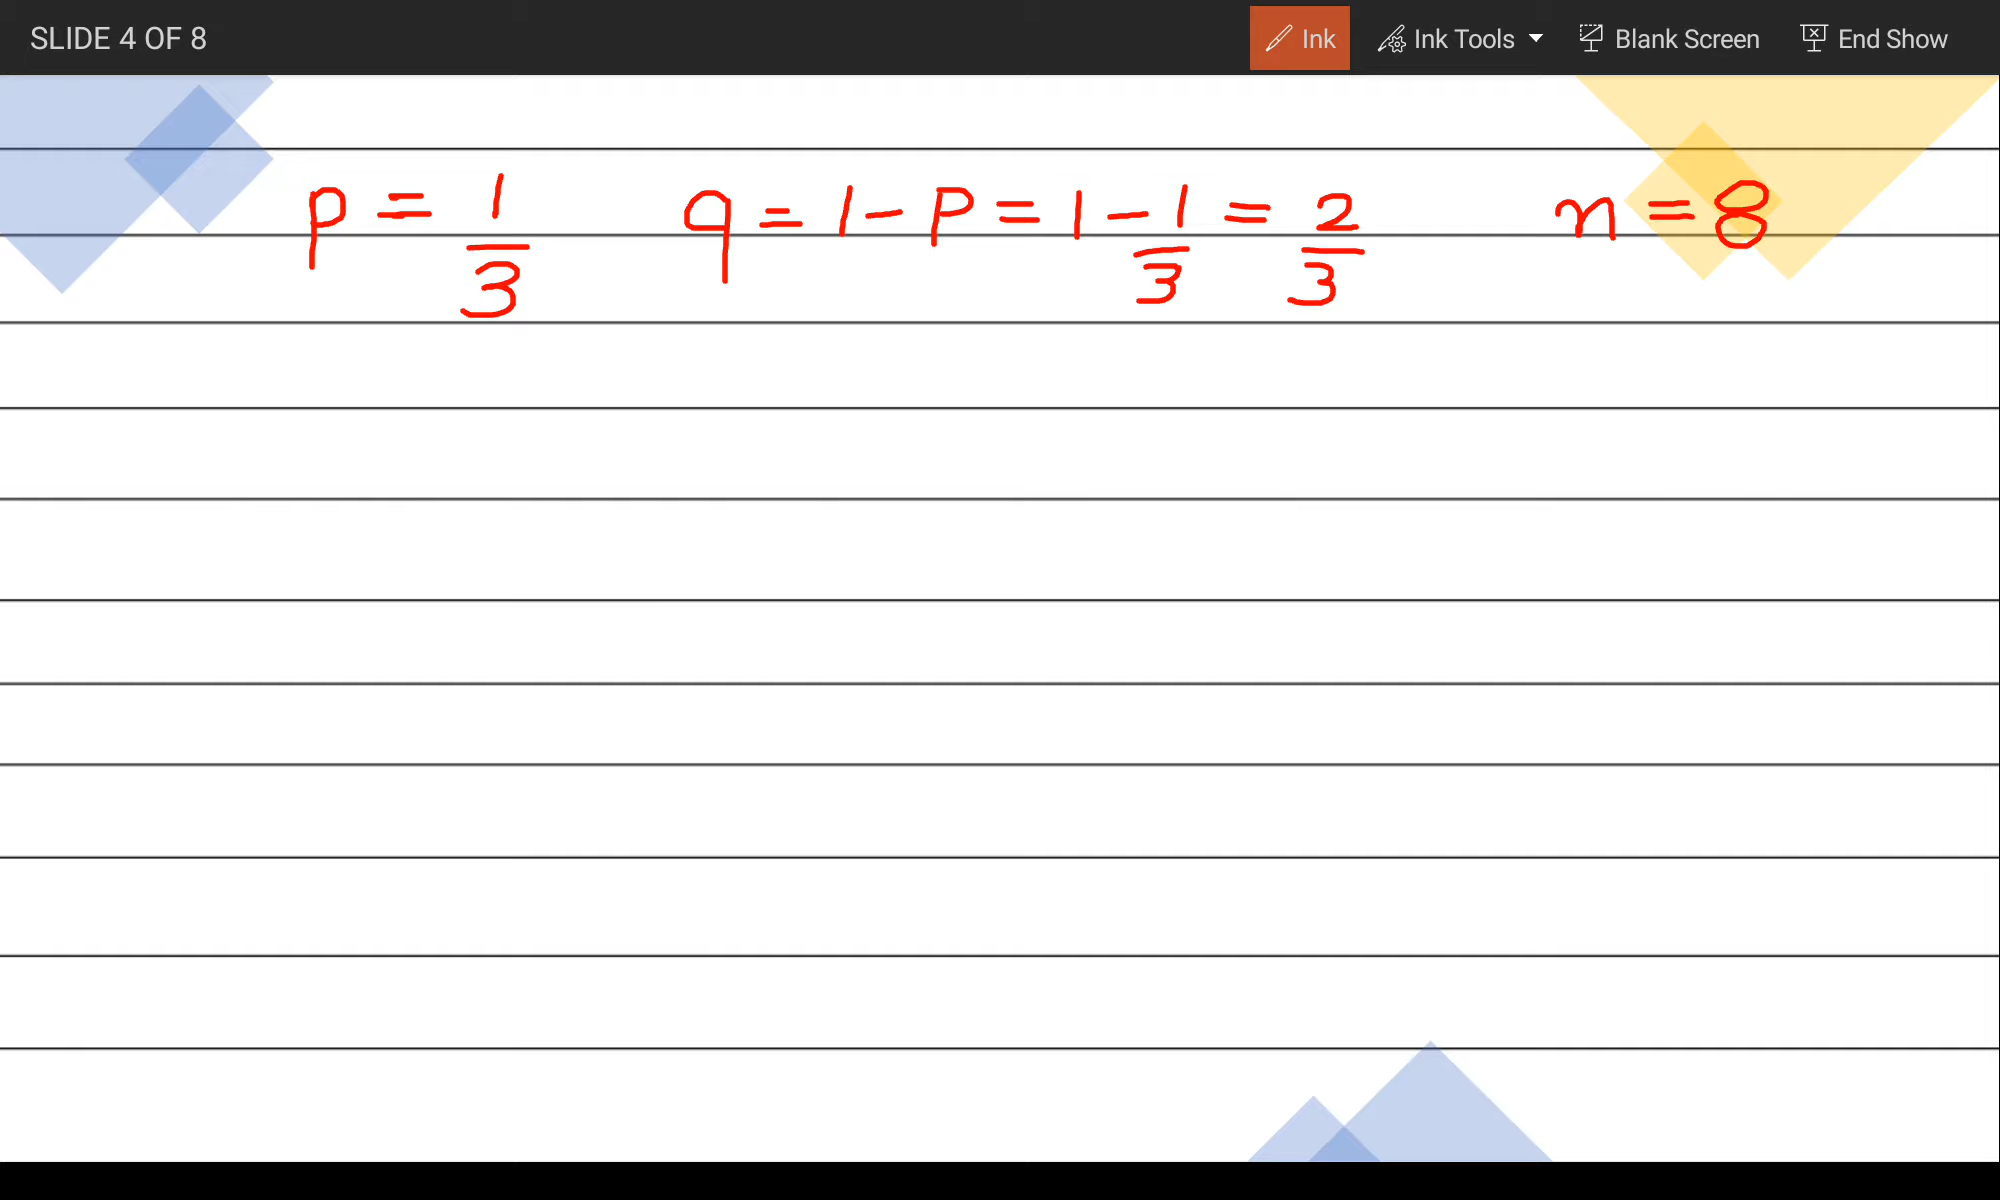 SLIDE 4 OF 8 Ink Ink Tools Blank Screen End Show
p = 1/3 q = 1 - P = 1 - 1/3 = 2/3 n = 8